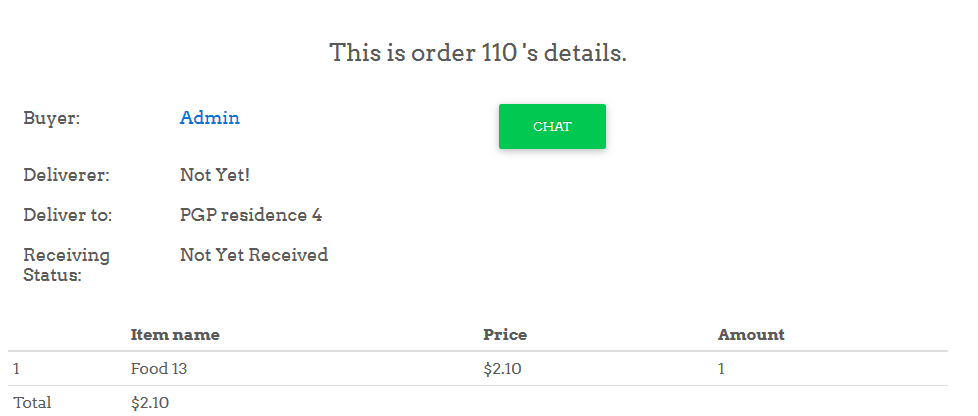 This is order 110 's details.
Buyer: Admin CHAT
Deliverer: Not Yet!
Deliver to: PGP residence 4
Receiving Status: Not Yet Received
Item name Price Amount
1 Food 13 $2.10 1
Total $2.10